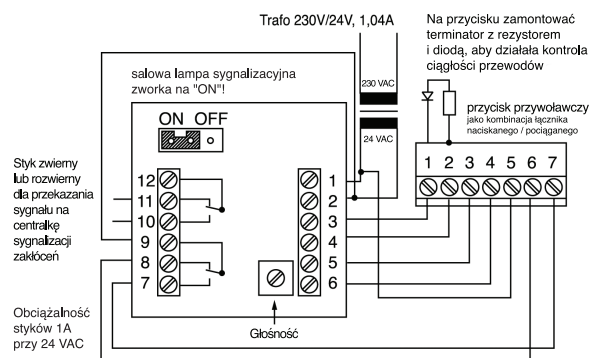 Trafo 230V/24V, 1,04A
Na przycisku zamontować
terminator z rezystorem
i diodą, aby działała kontrola
ciągłości przewodów
salowa lampa sygnalizacyjna
zworka na "ON"!
230 VAC
24 VAC
przycisk przywoławczy
jako kombinacja łącznika
naciskanego / pociąganego
ON OFF
1 2 3 4 5 6 7
Styk zwierny
lub rozwierny
dla przekazania
sygnału na
centralkę
sygnalizacji
zakłóceń
12
11
10
9
8
7
1
2
3
4
5
6
Głośność
Obciążalność
styków 1A
przy 24 VAC